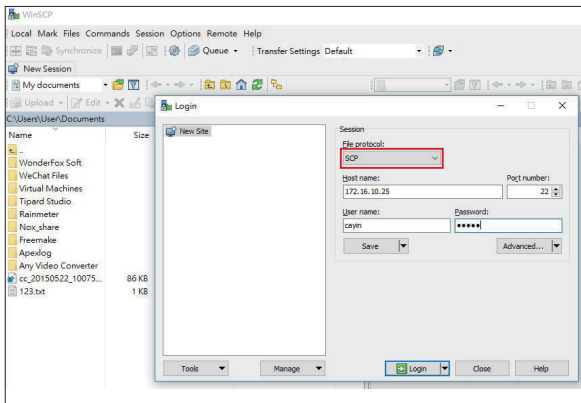 WinSCP
Local Mark Files Commands Session Options Remote Help
Synchronize Queue Transfer Settings Default
New Session
My documents
Upload Edit
C:\Users\User\Documents
Name Size
..
WonderFox Soft
WeChat Files
Virtual Machines
Tipard Studio
Rainmeter
Nox_share
Freemake
Apexlog
Any Video Converter
cc_20150522_10075... 86 KB
123.txt 1 KB
Login
New Site
Session
File protocol:
SCP
Host name: Port number:
172.16.10.25 22
User name: Password:
cayin •••••
Save Advanced...
Tools Manage Login Close Help